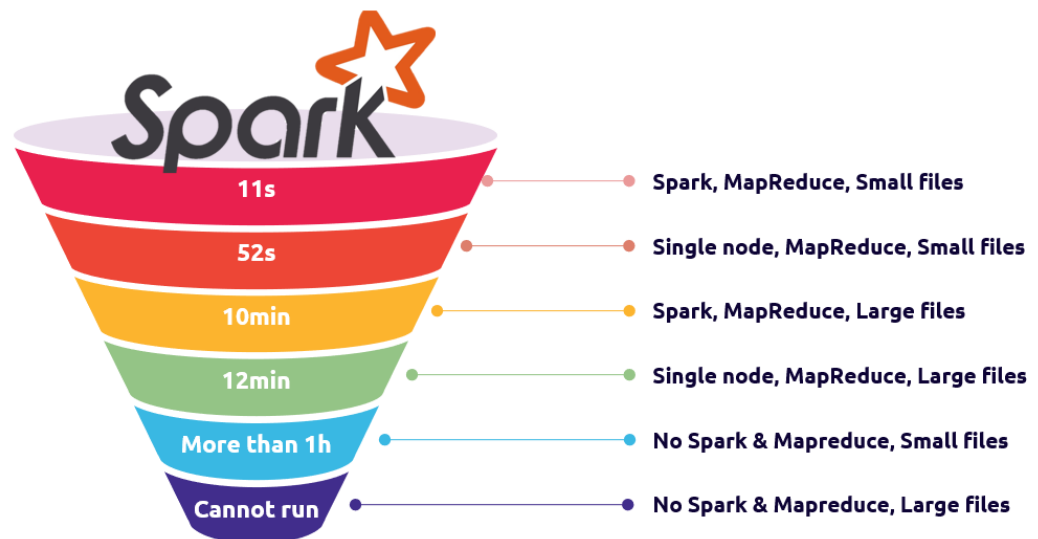 Spark
11s
Spark, MapReduce, Small files
52s
Single node, MapReduce, Small files
10min
Spark, MapReduce, Large files
12min
Single node, MapReduce, Large files
More than 1h
No Spark & Mapreduce, Small files
Cannot run
No Spark & Mapreduce, Large files